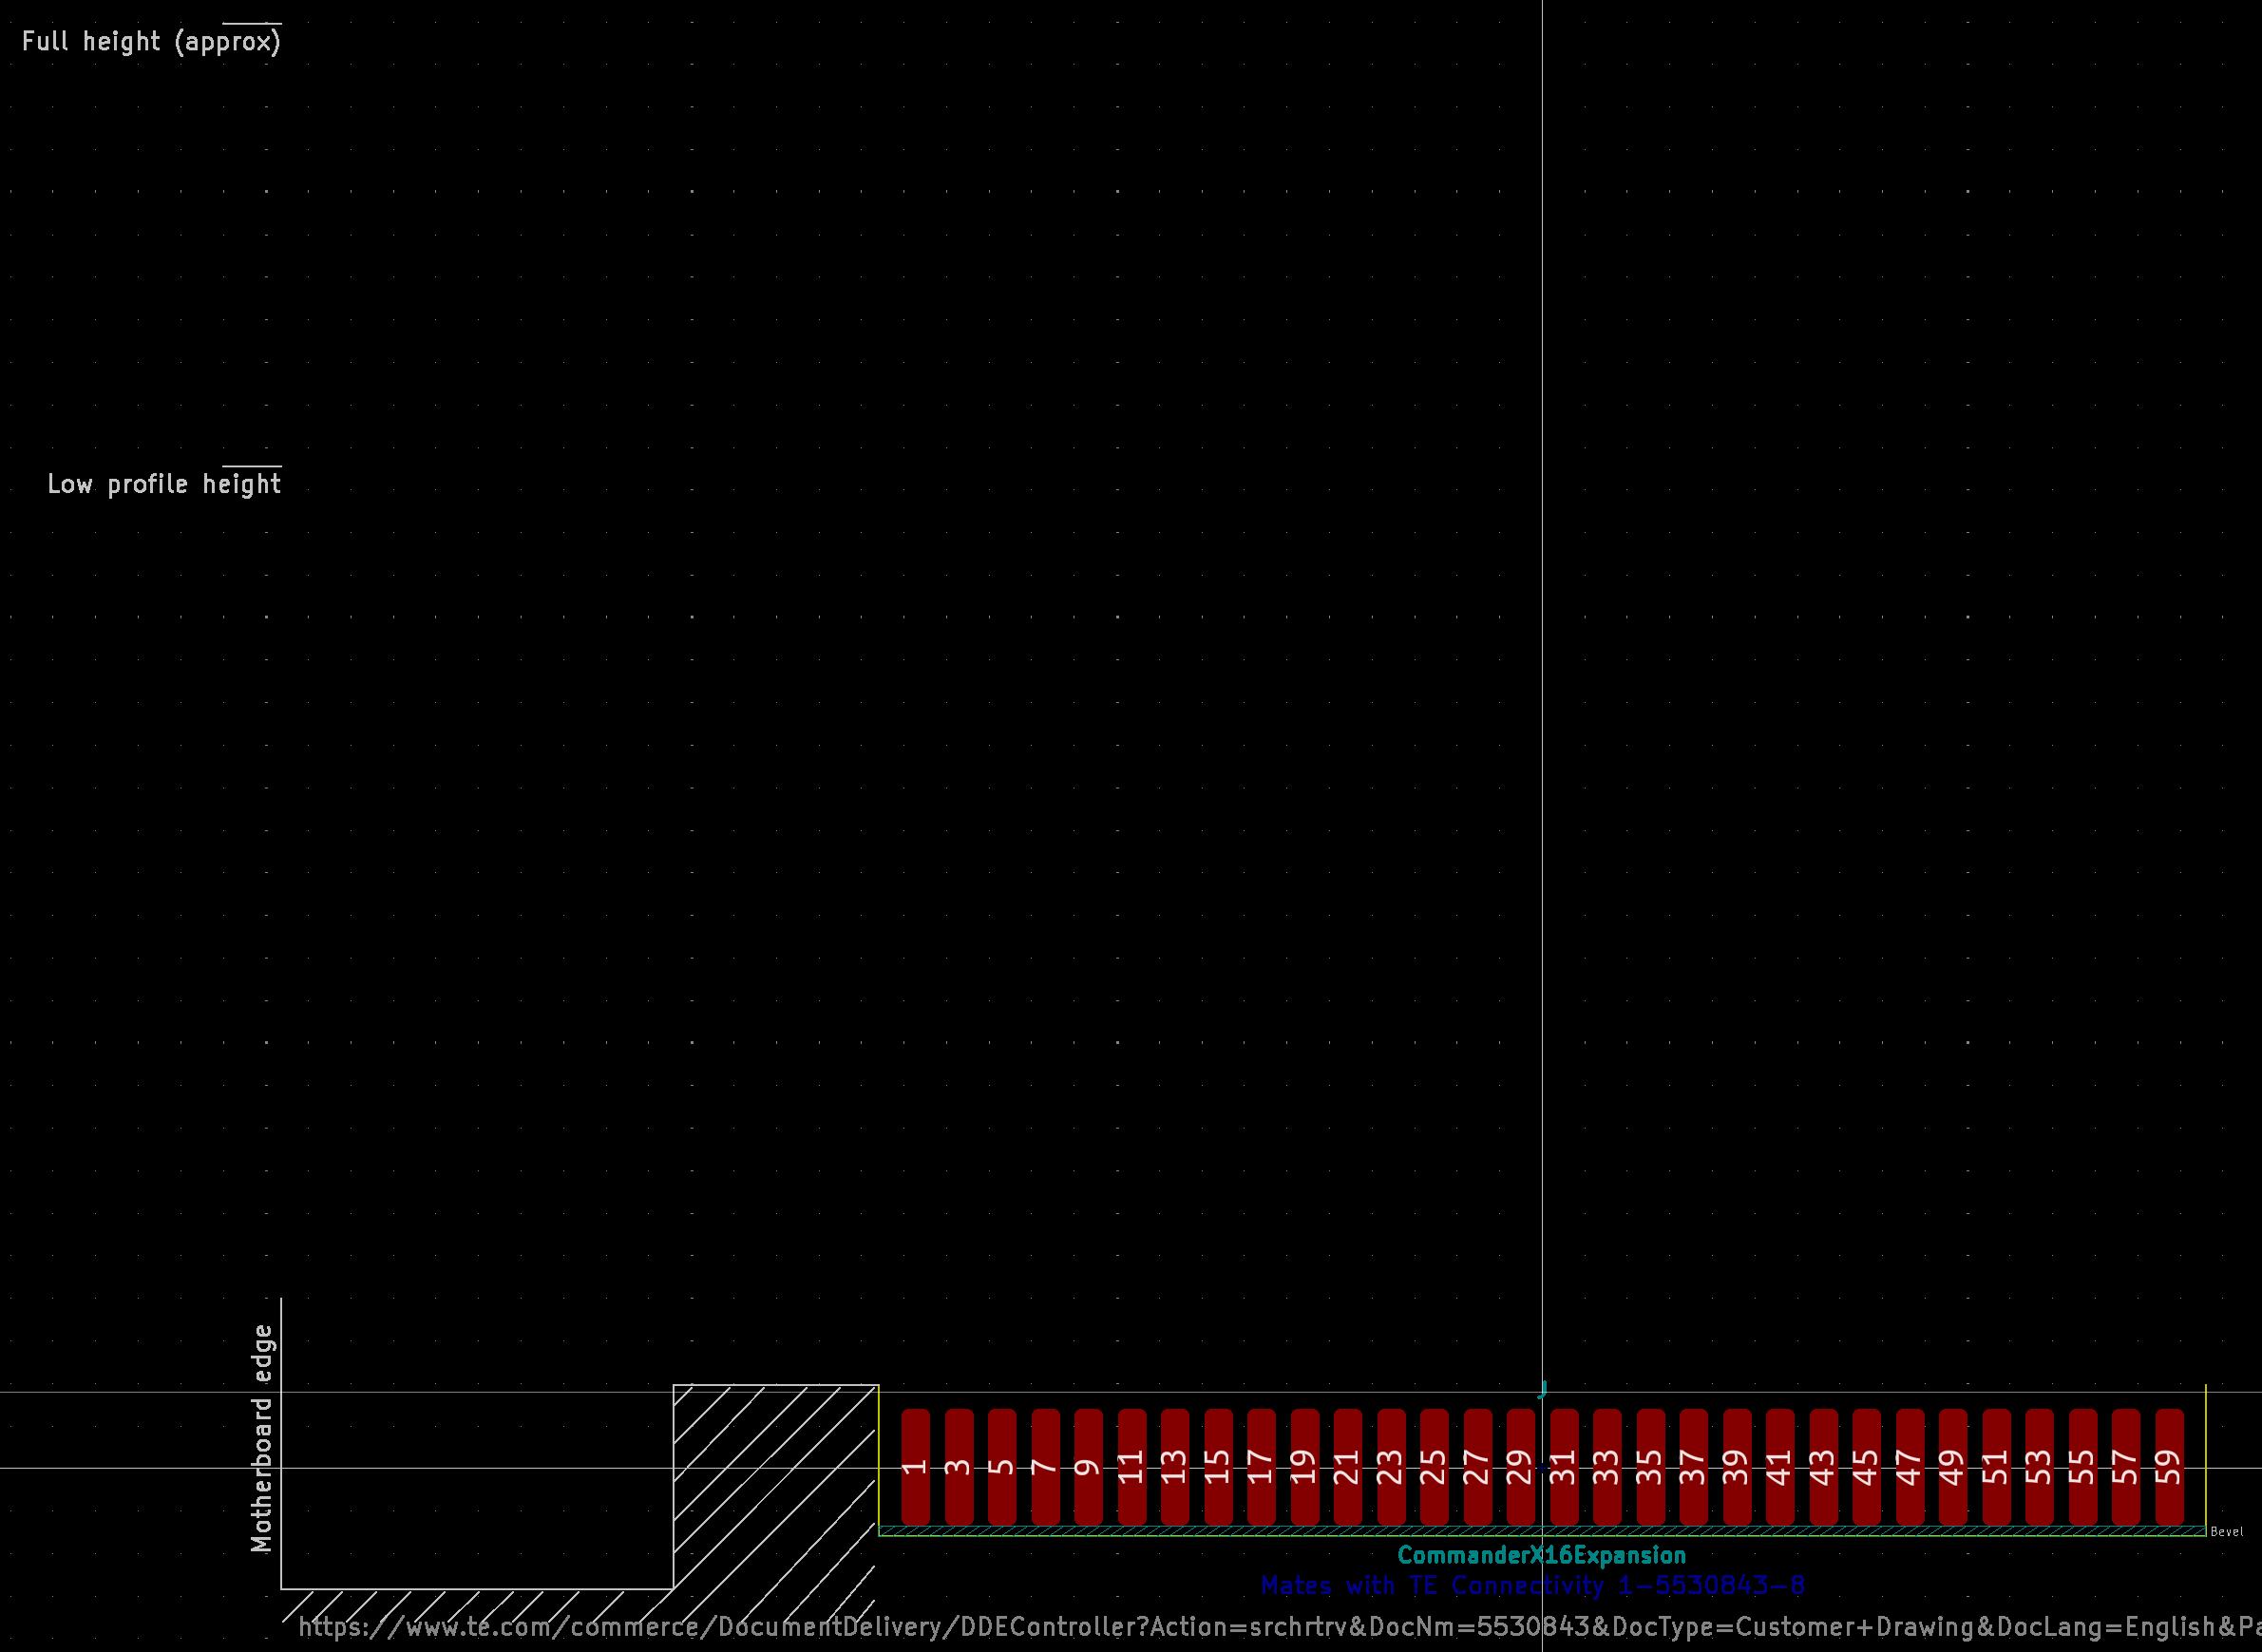 Full height (approx)
Low profile height
Motherboard edge
J
1 3 5 7 9 11 13 15 17 19 21 23 25 27 29 31 33 35 37 39 41 43 45 47 49 51 53 55 57 59
Bevel
CommanderX16Expansion
Mates with TE Connectivity 1-5530843-8
https://www.te.com/commerce/DocumentDelivery/DDEController?Action=srchrtrv&DocNm=5530843&DocType=Customer+Drawing&DocLang=English&Pa